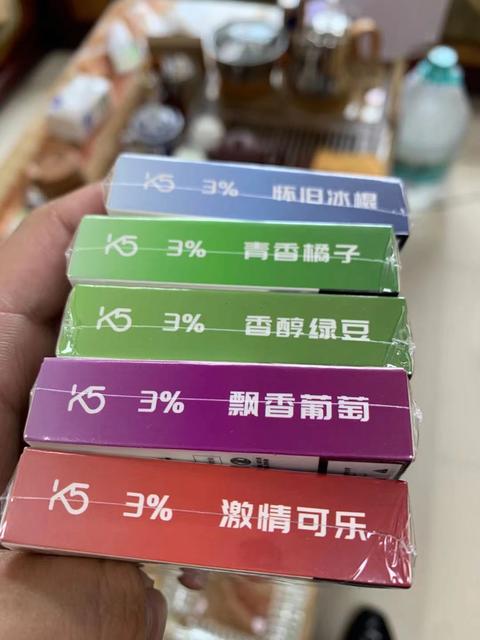 K5 3% 怀旧冰棍
K5 3% 青香橘子
K5 3% 香醇绿豆
K5 3% 飘香葡萄
K5 3% 激情可乐